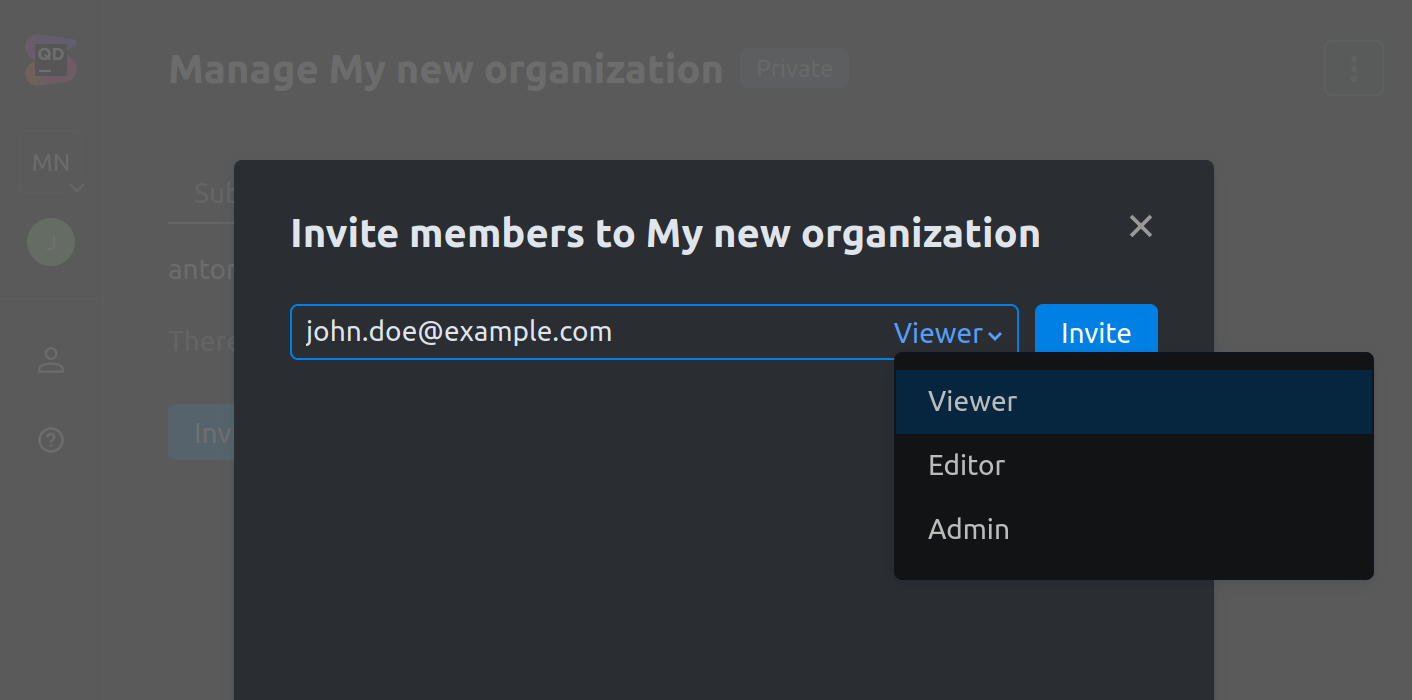 QD
Manage My new organization Private
MN
Sub
J
Invite members to My new organization
antor
john.doe@example.com Viewer Invite
There
Viewer
Inv
Editor
Admin